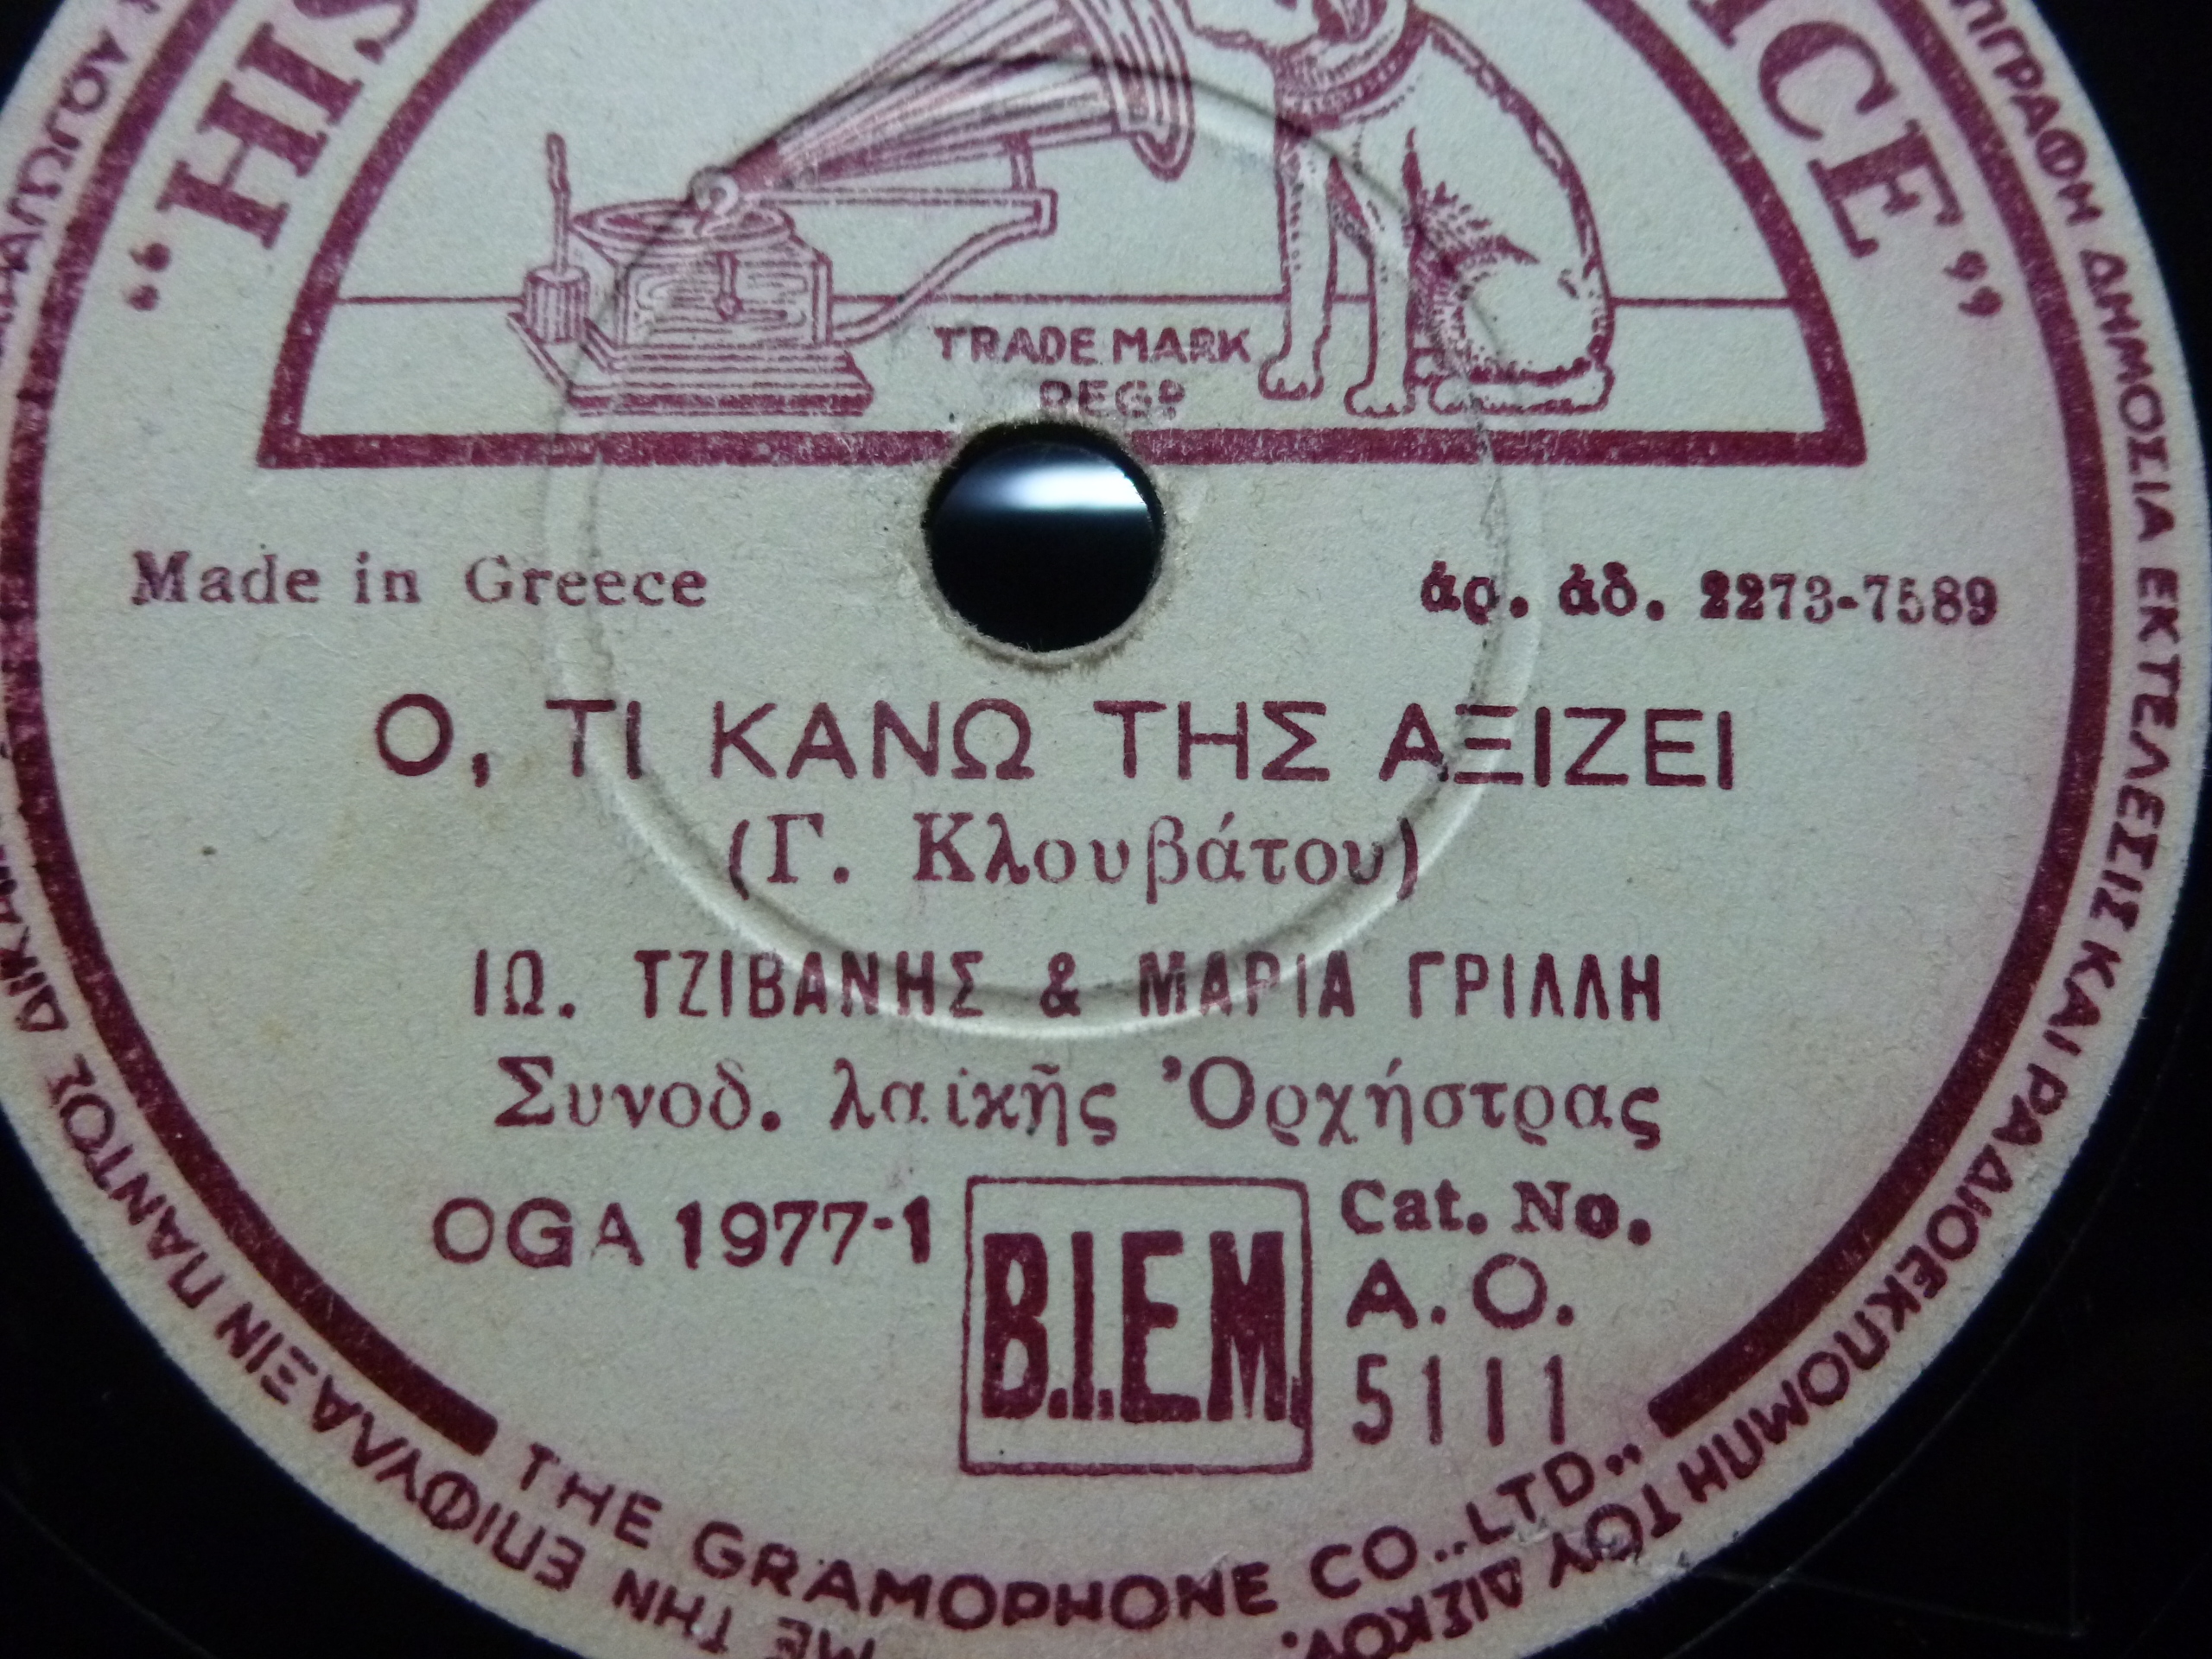 "HIS
ICE"
TRADE MARK
REGD
Made in Greece
ἀρ. ἀδ. 2273-7589
Ο, ΤΙ ΚΑΝΩ ΤΗΣ ΑΞΙΖΕΙ
(Γ. Κλουβάτου)
ΙΩ. ΤΖΙΒΑΝΗΣ & ΜΑΡΙΑ ΓΡΙΛΛΗ
Συνοδ. λαϊκῆς Ὀρχήστρας
OGA 1977-1
B.I.E.M.
Cat. No.
A. O.
5111
THE GRAMOPHONE CO., LTD.,
ΜΕ ΤΗΝ ΕΠΙΦΥΛΑΞΙΝ ΠΑΝΤΟΣ
ΔΗΜΟΣΙΑ ΕΚΤΕΛΕΣΙΣ ΚΑΙ ΡΑΔΙΟΕΚΠΟΜΠΗ ΤΟΥ ΔΙΣΚΟΥ.